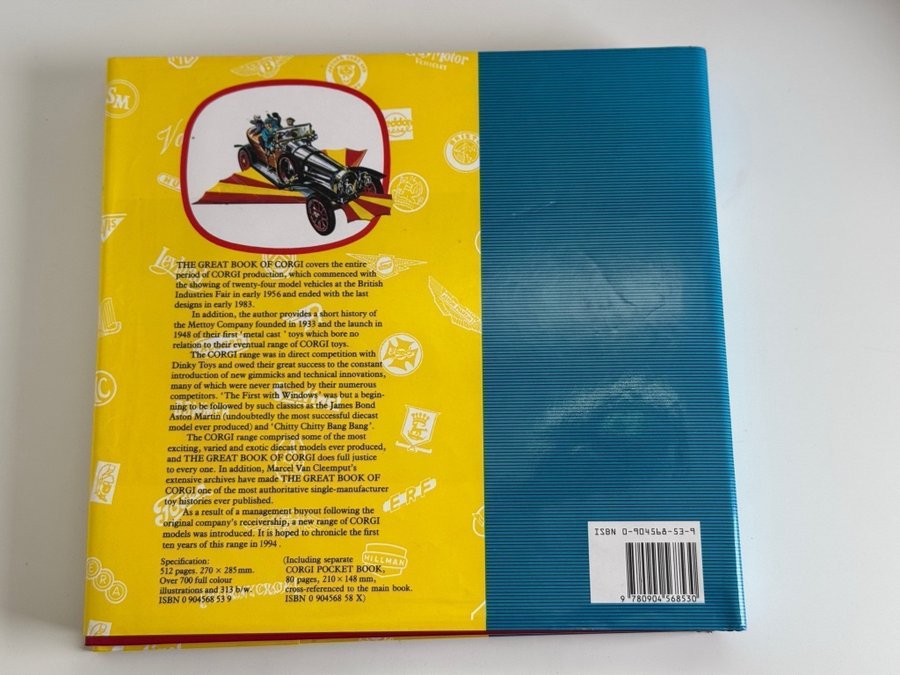 SM
MOTOR
VEHICLES
THE GREAT BOOK OF CORGI covers the entire
period of CORGI production, which commenced with
the showing of twenty-four model vehicles at the British
Industries Fair in early 1956 and ended with the last
designs in early 1983.
In addition, the author provides a short history of
the Mettoy Company founded in 1933 and the launch in
1948 of their first 'metal cast' toys which bore no
relation to their eventual range of CORGI toys.
The CORGI range was in direct competition with
Dinky Toys and owed their great success to the constant
introduction of new gimmicks and technical innovations,
many of which were never matched by their numerous
competitors. 'The First with Windows' was but a begin-
ning to be followed by such classics as the James Bond
Aston Martin (undoubtedly the most successful diecast
model ever produced) and 'Chitty Chitty Bang Bang'.
The CORGI range comprised some of the most
exciting, varied and exotic diecast models ever produced,
and THE GREAT BOOK OF CORGI does full justice
to every one. In addition, Marcel Van Cleemput's
extensive archives have made THE GREAT BOOK OF
CORGI one of the most authoritative single-manufacturer
toy histories ever published.
As a result of a management buyout following the
original company's receivership, a new range of CORGI
models was introduced. It is hoped to chronicle the first
ten years of this range in 1994.
ERF
HILLMAN
Specification:
512 pages. 270 × 285 mm.
Over 700 full colour
illustrations and 313 b/w.
ISBN 0 904568 53 9
(Including separate
CORGI POCKET BOOK,
80 pages, 210 × 148 mm,
cross-referenced to the main book.
ISBN 0 904568 58 X)
ISBN 0-904568-53-9
9 780904 568530